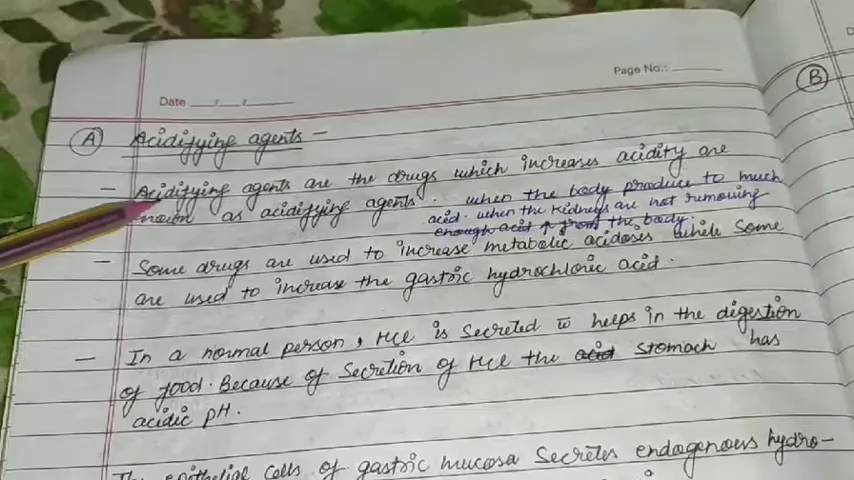 Page No.:
Date
(A) Acidifying agents -
- Acidifying agents are the drugs which increases acidity are
nown as acidifying agents. when the body produce to much
acid. when the kidneys are not removing
enough acid ↑ from the body.
- Some drugs are used to increase metabolic acidoses while some
are used to increase the gastric hydrochloric acid.
- In a normal person, HCl is secreted w helps in the digestion
of food. Because of secretion of HCl the stomach has
acidic pH.
epithelial cells of gastric mucosa secretes endogenous hydro-
(B)